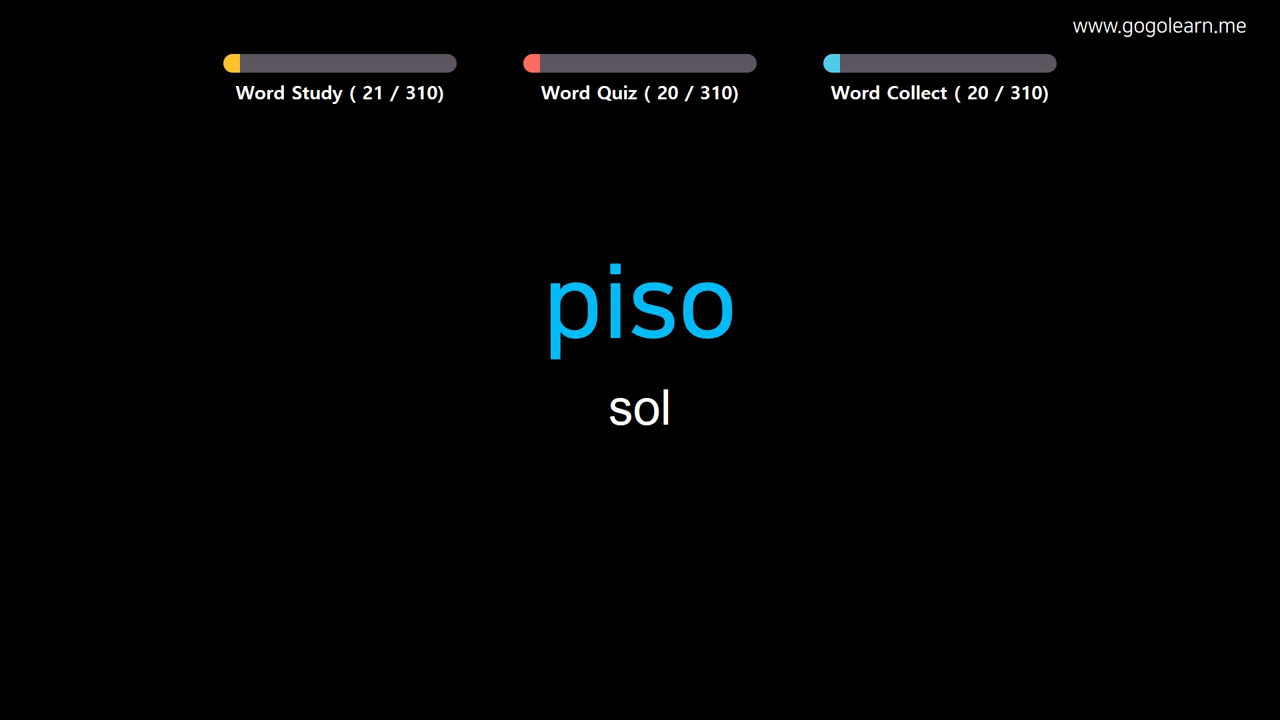 www.gogolearn.me
Word Study ( 21 / 310)
Word Quiz ( 20 / 310)
Word Collect ( 20 / 310)
piso
sol